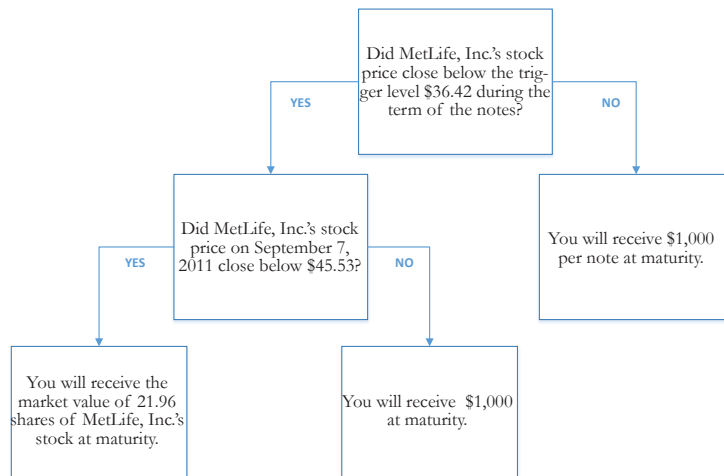 Did MetLife, Inc.'s stock
price close below the trig-
ger level $36.42 during the
term of the notes?
YES
NO
Did MetLife, Inc.'s stock
price on September 7,
2011 close below $45.53?
You will receive $1,000
per note at maturity.
YES
NO
You will receive the
market value of 21.96
shares of MetLife, Inc.'s
stock at maturity.
You will receive $1,000
at maturity.